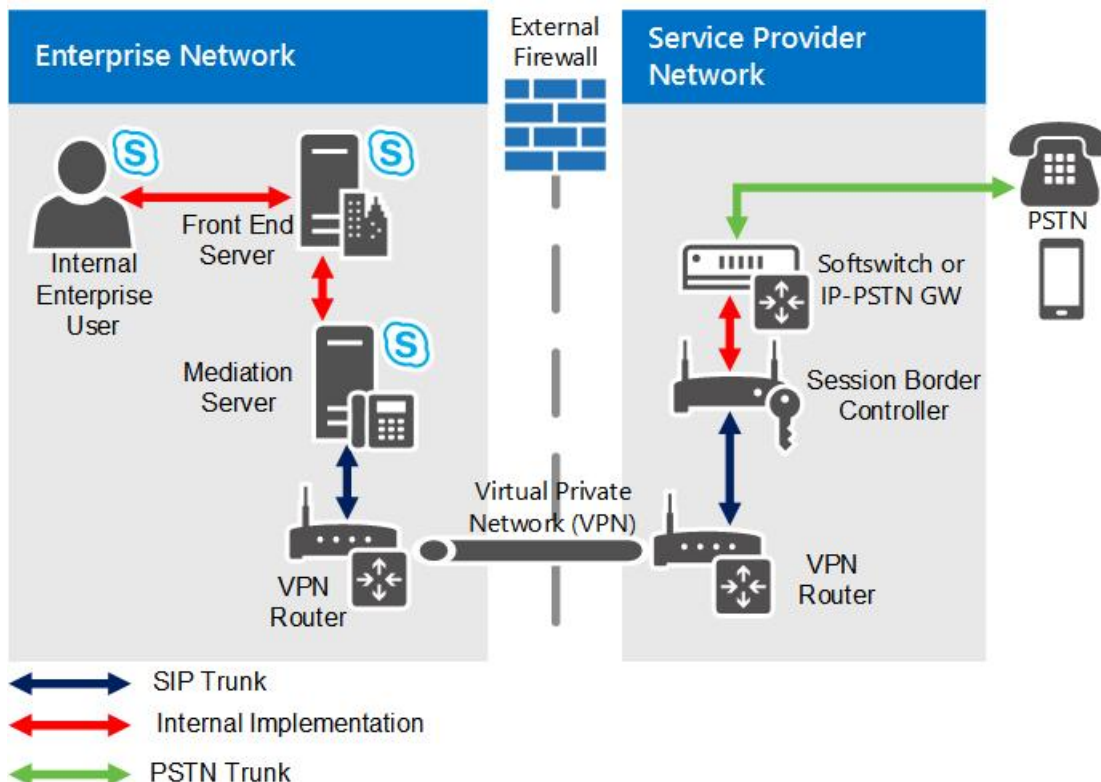 Enterprise Network
External
Firewall
Service Provider
Network
S
S
Front End
Server
Internal
Enterprise
User
S
Mediation
Server
PSTN
Softswitch or
IP-PSTN GW
Session Border
Controller
Virtual Private
Network (VPN)
VPN
Router
VPN
Router
SIP Trunk
Internal Implementation
PSTN Trunk